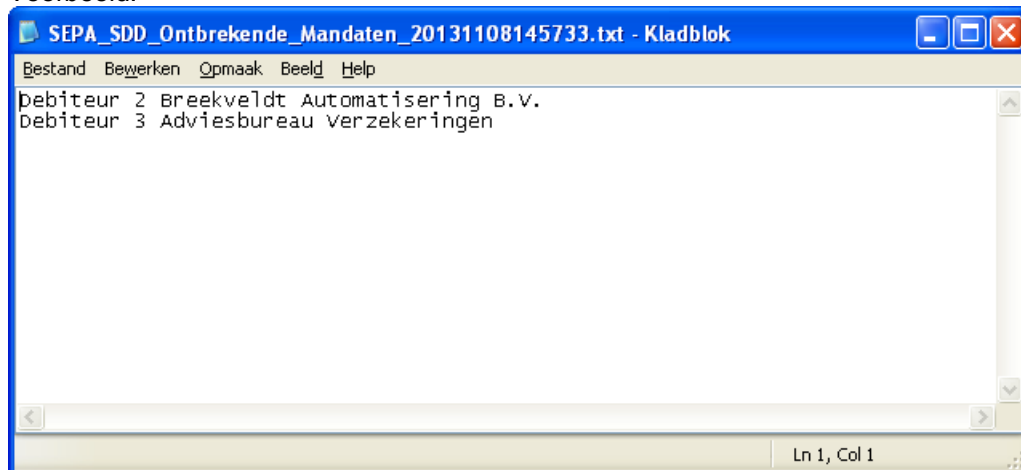 Voorbeeld:
SEPA_SDD_Ontbrekende_Mandaten_20131108145733.txt - Kladblok
Bestand Bewerken Opmaak Beeld Help
Debiteur 2 Breekveldt Automatisering B.V.
Debiteur 3 Adviesbureau Verzekeringen
Ln 1, Col 1